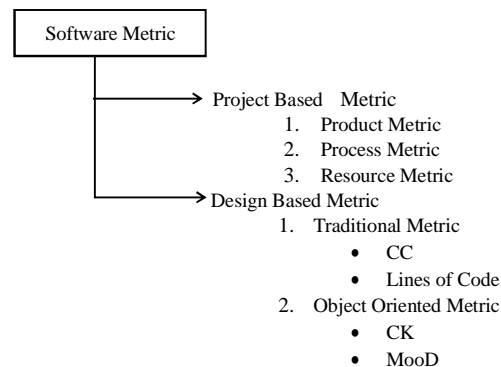 Software Metric
Project Based Metric
1. Product Metric
2. Process Metric
3. Resource Metric
Design Based Metric
1. Traditional Metric
• CC
• Lines of Code
2. Object Oriented Metric
• CK
• MooD